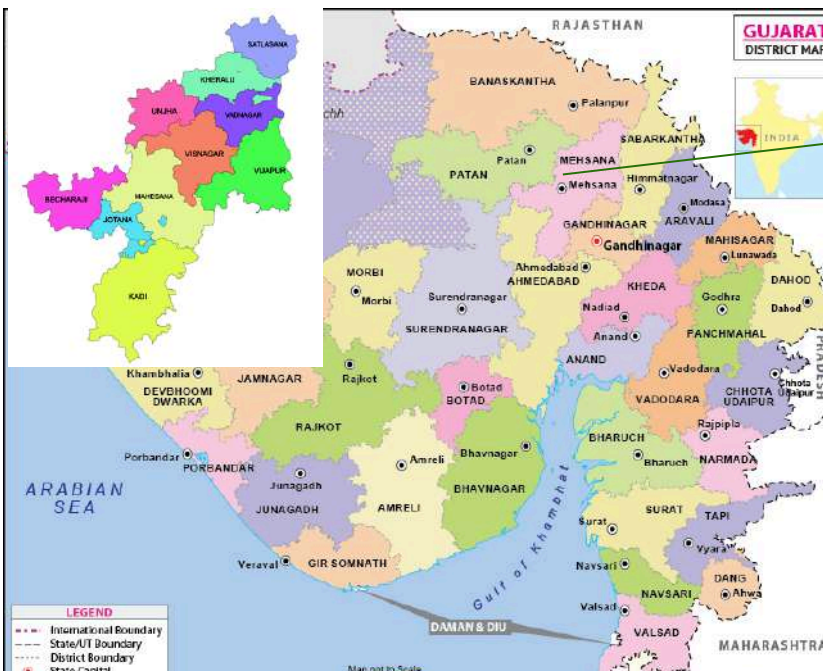 SATLASANA
KHERALU
UNJHA
VADNAGAR
VISNAGAR
VIJAPUR
BECHARAJI
MAHESANA
JOTANA
KADI
RAJASTHAN
GUJARAT
DISTRICT MAP
INDIA
BANASKANTHA
Palanpur
chh
PATAN
Patan
MEHSANA
Mehsana
SABARKANTHA
Himmatnagar
Modasa
ARAVALI
GANDHINAGAR
Gandhinagar
MAHISAGAR
Lunawada
MORBI
Morbi
Surendranagar
SURENDRANAGAR
Ahmedabad
AHMEDABAD
KHEDA
Nadiad
Godhra
PANCHMAHAL
DAHOD
Dahod
Anand
ANAND
Khambhalia
DEVBHOOMI
DWARKA
JAMNAGAR
Rajkot
RAJKOT
Botad
BOTAD
Vadodara
VADODARA
Chhota
Udaipur
CHHOTA
UDAIPUR
PRADESH
Porbandar
PORBANDAR
Junagadh
JUNAGADH
Amreli
AMRELI
Bhavnagar
BHAVNAGAR
BHARUCH
Bharuch
Rajpipla
NARMADA
ARABIAN
SEA
Gulf of Khambhat
Veraval
GIR SOMNATH
Surat
SURAT
TAPI
Vyara
Navsari
NAVSARI
DANG
Ahwa
Valsad
VALSAD
DAMAN & DIU
MAHARASHTRA
LEGEND
International Boundary
State/UT Boundary
District Boundary
State Capital
Map not to Scale